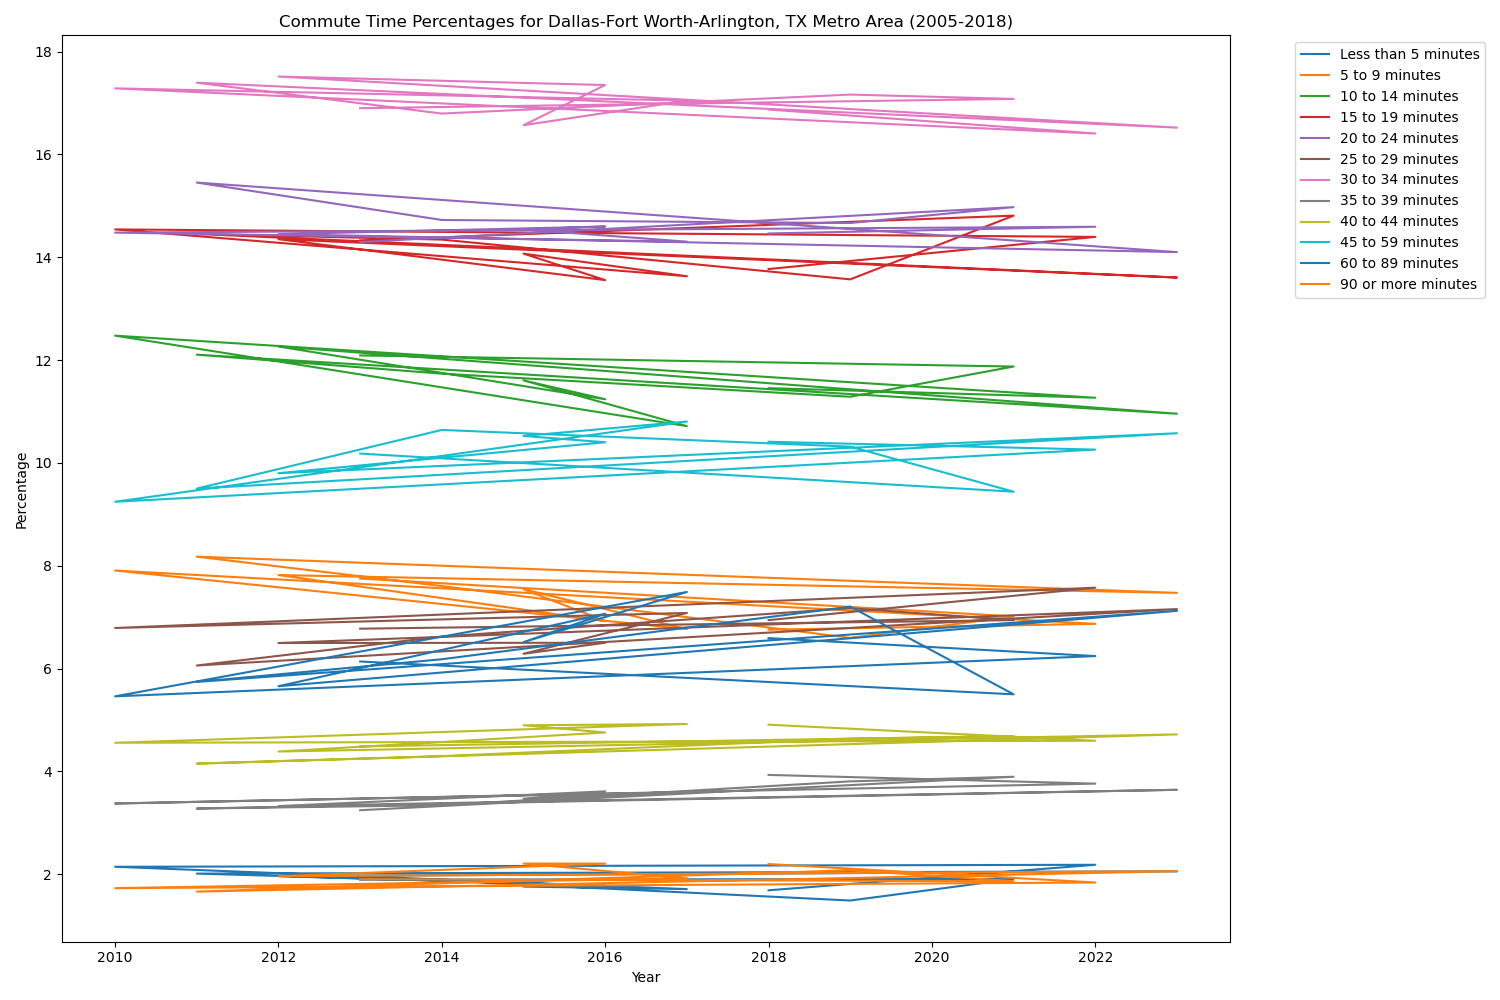 Commute Time Percentages for Dallas-Fort Worth-Arlington, TX Metro Area (2005-2018)
18
16
14
12
10
8
6
4
2
Percentage
2010
2012
2014
2016
2018
2020
2022
Year
Less than 5 minutes
5 to 9 minutes
10 to 14 minutes
15 to 19 minutes
20 to 24 minutes
25 to 29 minutes
30 to 34 minutes
35 to 39 minutes
40 to 44 minutes
45 to 59 minutes
60 to 89 minutes
90 or more minutes